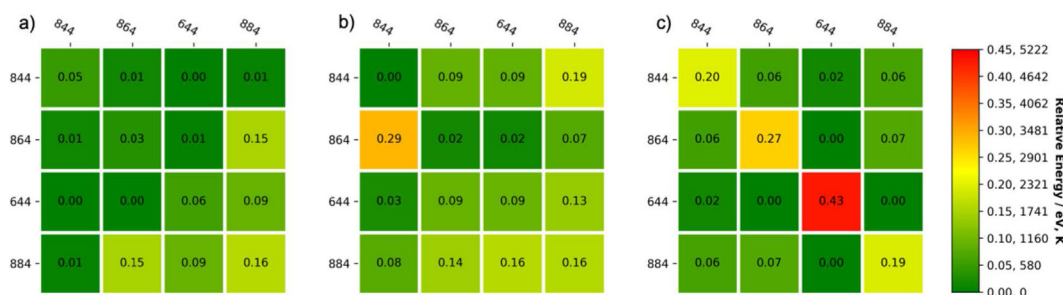 a)
844 864 644 884
844 0.05 0.01 0.00 0.01
864 0.01 0.03 0.01 0.15
644 0.00 0.00 0.06 0.09
884 0.01 0.15 0.09 0.16
b)
844 864 644 884
0.00 0.09 0.09 0.19
0.29 0.02 0.02 0.07
0.03 0.09 0.09 0.13
0.08 0.14 0.16 0.16
c)
844 864 644 884
844 0.20 0.06 0.02 0.06
864 0.06 0.27 0.00 0.07
644 0.02 0.00 0.43 0.00
884 0.06 0.07 0.00 0.19
0.45, 5222
0.40, 4642
0.35, 4062
0.30, 3481
0.25, 2901
0.20, 2321
0.15, 1741
0.10, 1160
0.05, 580
0.00, 0
Relative Energy / eV, K